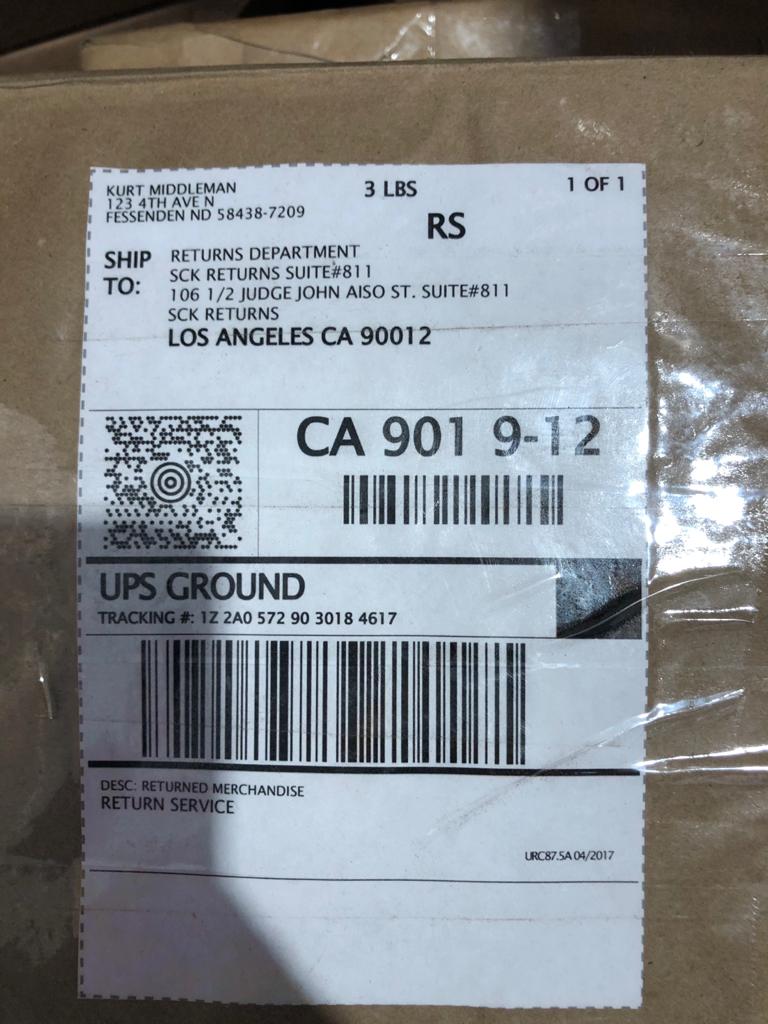 KURT MIDDLEMAN
123 4TH AVE N
FESSENDEN ND 58438-7209
3 LBS
1 OF 1
RS
SHIP TO:
RETURNS DEPARTMENT
SCK RETURNS SUITE#811
106 1/2 JUDGE JOHN AISO ST. SUITE#811
SCK RETURNS
LOS ANGELES CA 90012
CA 901 9-12
UPS GROUND
TRACKING #: 1Z 2A0 572 90 3018 4617
DESC: RETURNED MERCHANDISE
RETURN SERVICE
URC87.5A 04/2017